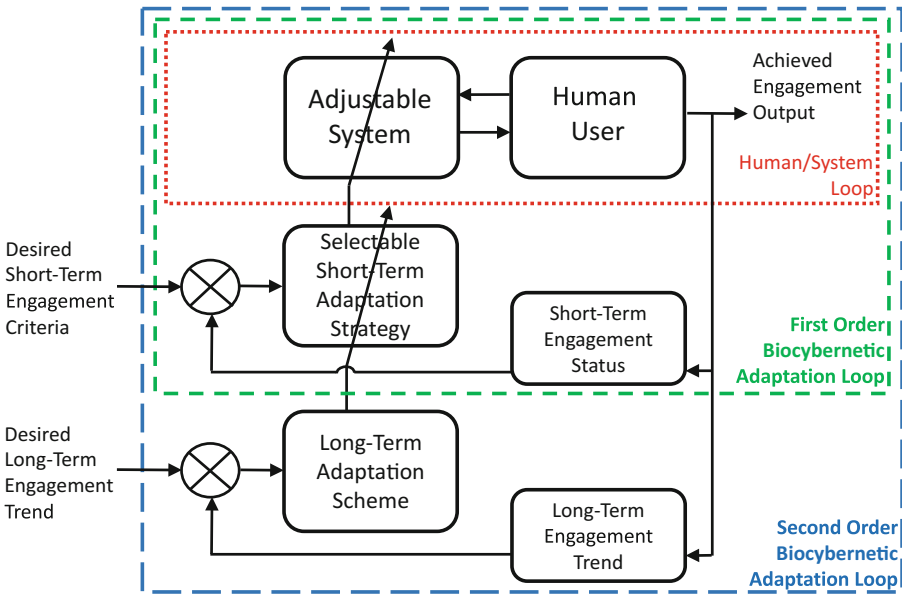 Adjustable
System
Human
User
Achieved
Engagement
Output
Human/System
Loop
Desired
Short-Term
Engagement
Criteria
Selectable
Short-Term
Adaptation
Strategy
Short-Term
Engagement
Status
First Order
Biocybernetic
Adaptation Loop
Desired
Long-Term
Engagement
Trend
Long-Term
Adaptation
Scheme
Long-Term
Engagement
Trend
Second Order
Biocybernetic
Adaptation Loop